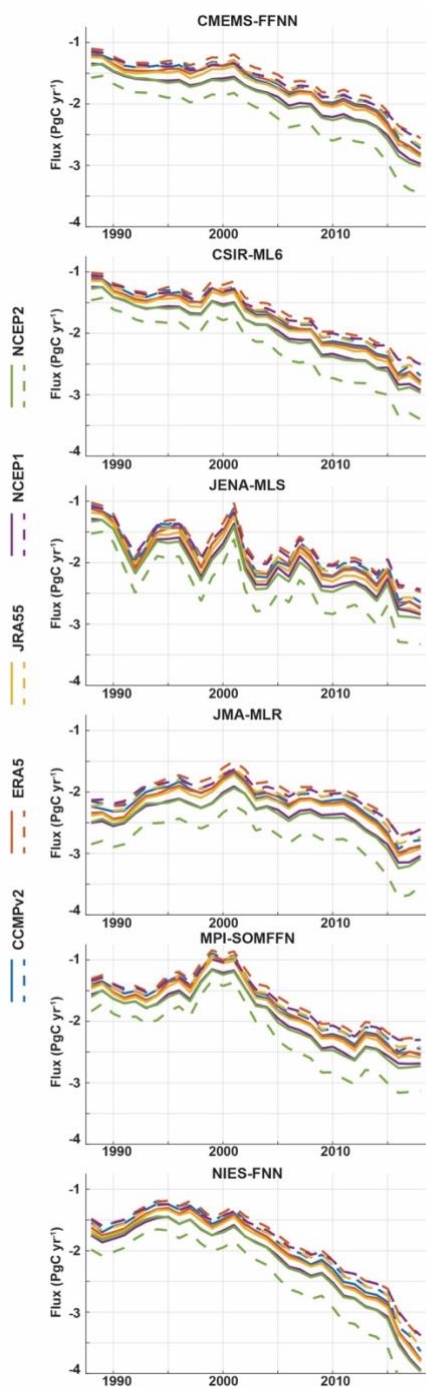 CMEMS-FFNN
-1
-2
-3
-4
Flux (PgC yr⁻¹)
1990
2000
2010
CSIR-ML6
-1
-2
-3
-4
Flux (PgC yr⁻¹)
1990
2000
2010
JENA-MLS
-1
-2
-3
-4
Flux (PgC yr⁻¹)
1990
2000
2010
JMA-MLR
-1
-2
-3
-4
Flux (PgC yr⁻¹)
1990
2000
2010
MPI-SOMFFN
-1
-2
-3
-4
Flux (PgC yr⁻¹)
1990
2000
2010
NIES-FNN
-1
-2
-3
-4
Flux (PgC yr⁻¹)
1990
2000
2010
CCMPv2
ERA5
JRA55
NCEP1
NCEP2